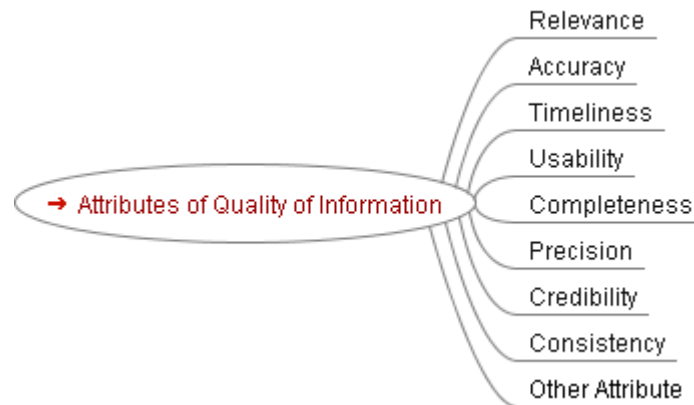 Relevance
Accuracy
Timeliness
Usability
→ Attributes of Quality of Information
Completeness
Precision
Credibility
Consistency
Other Attribute